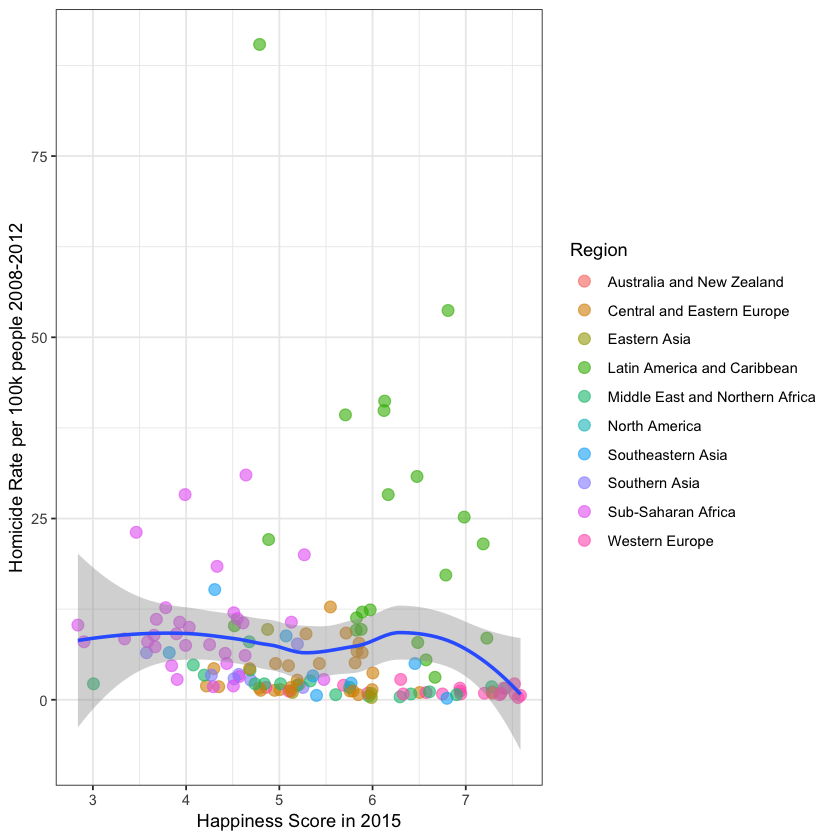 Homicide Rate per 100k people 2008-2012
75
50
25
0
3 4 5 6 7
Happiness Score in 2015
Region
Australia and New Zealand
Central and Eastern Europe
Eastern Asia
Latin America and Caribbean
Middle East and Northern Africa
North America
Southeastern Asia
Southern Asia
Sub-Saharan Africa
Western Europe